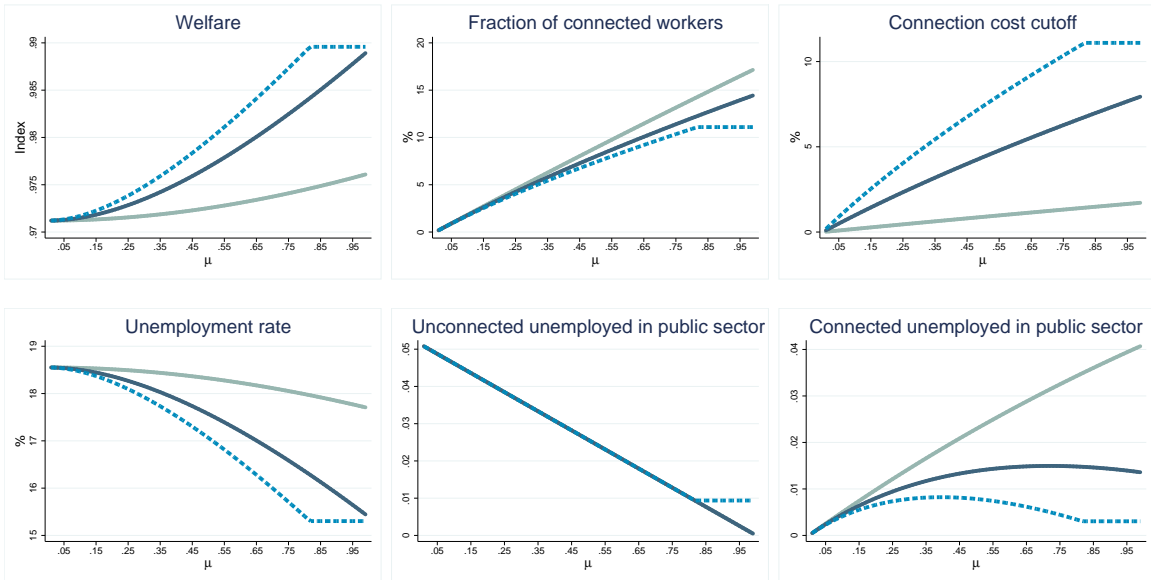 Welfare
Index
.99
.985
.98
.975
.97
.05 .15 .25 .35 .45 .55 .65 .75 .85 .95
μ
Fraction of connected workers
%
20
15
10
5
0
.05 .15 .25 .35 .45 .55 .65 .75 .85 .95
μ
Connection cost cutoff
%
10
5
0
.05 .15 .25 .35 .45 .55 .65 .75 .85 .95
μ
Unemployment rate
%
19
18
17
16
15
.05 .15 .25 .35 .45 .55 .65 .75 .85 .95
μ
Unconnected unemployed in public sector
.05
.04
.03
.02
.01
0
.05 .15 .25 .35 .45 .55 .65 .75 .85 .95
μ
Connected unemployed in public sector
.04
.03
.02
.01
0
.05 .15 .25 .35 .45 .55 .65 .75 .85 .95
μ